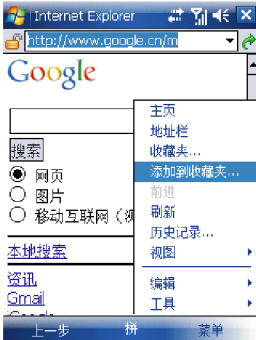 Internet Explorer
http://www.google.cn/m
Google
搜索
网页
图片
移动互联网
本地搜索
资讯
Gmail
主页
地址栏
收藏夹...
添加到收藏夹...
前进
刷新
历史记录...
视图
编辑
工具
上一步
拼
菜单